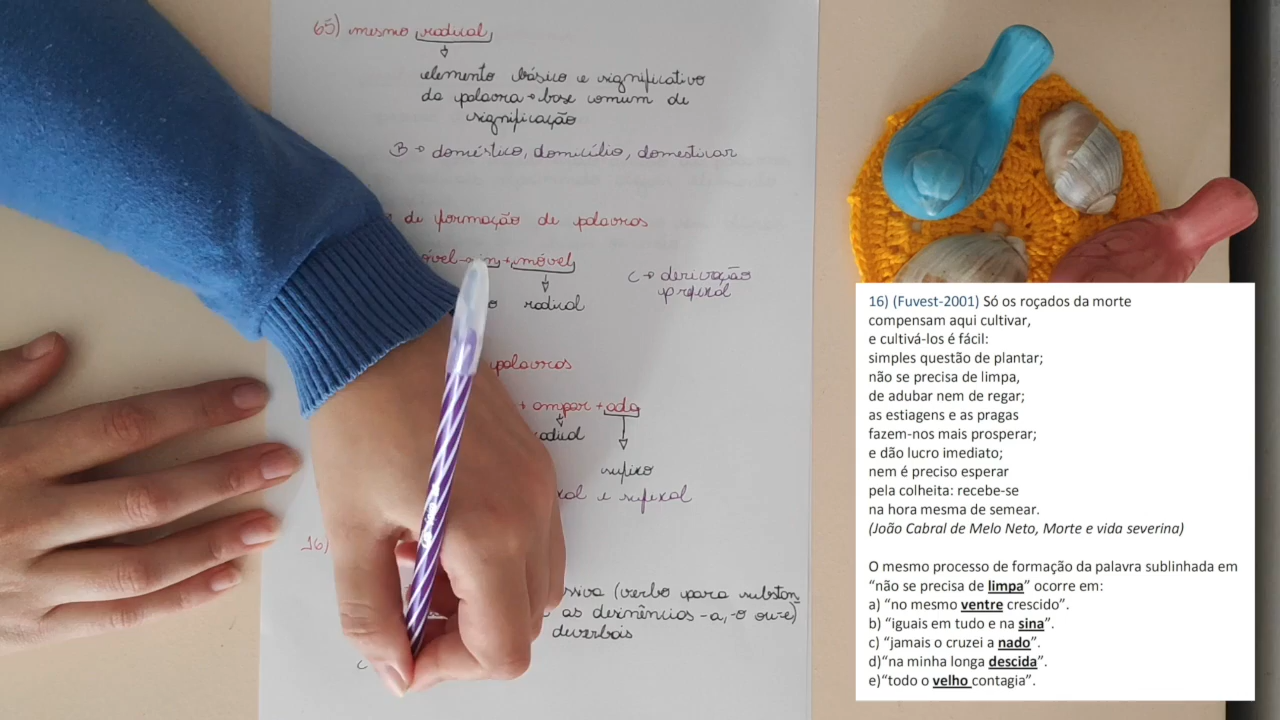 65) mesmo radical
elemento básico e significativo
da palavra → base comum de
significação
B → doméstico, domicílio, domesticar
de formação de palavras
óvel → in + móvel
C → derivação
prefixal
radical
palavras
+ ampar + ada
radical
sufixo
xal e sufixal
16)
ssiva (verbo para substan
as desinências -a, -o ou -e)
deverbais
16) (Fuvest-2001) Só os roçados da morte
compensam aqui cultivar,
e cultivá-los é fácil:
simples questão de plantar;
não se precisa de limpa,
de adubar nem de regar;
as estiagens e as pragas
fazem-nos mais prosperar;
e dão lucro imediato;
nem é preciso esperar
pela colheita: recebe-se
na hora mesma de semear.
(João Cabral de Melo Neto, Morte e vida severina)
O mesmo processo de formação da palavra sublinhada em
“não se precisa de limpa” ocorre em:
a) “no mesmo ventre crescido”.
b) “iguais em tudo e na sina”.
c) “jamais o cruzei a nado”.
d)“na minha longa descida”.
e)“todo o velho contagia”.